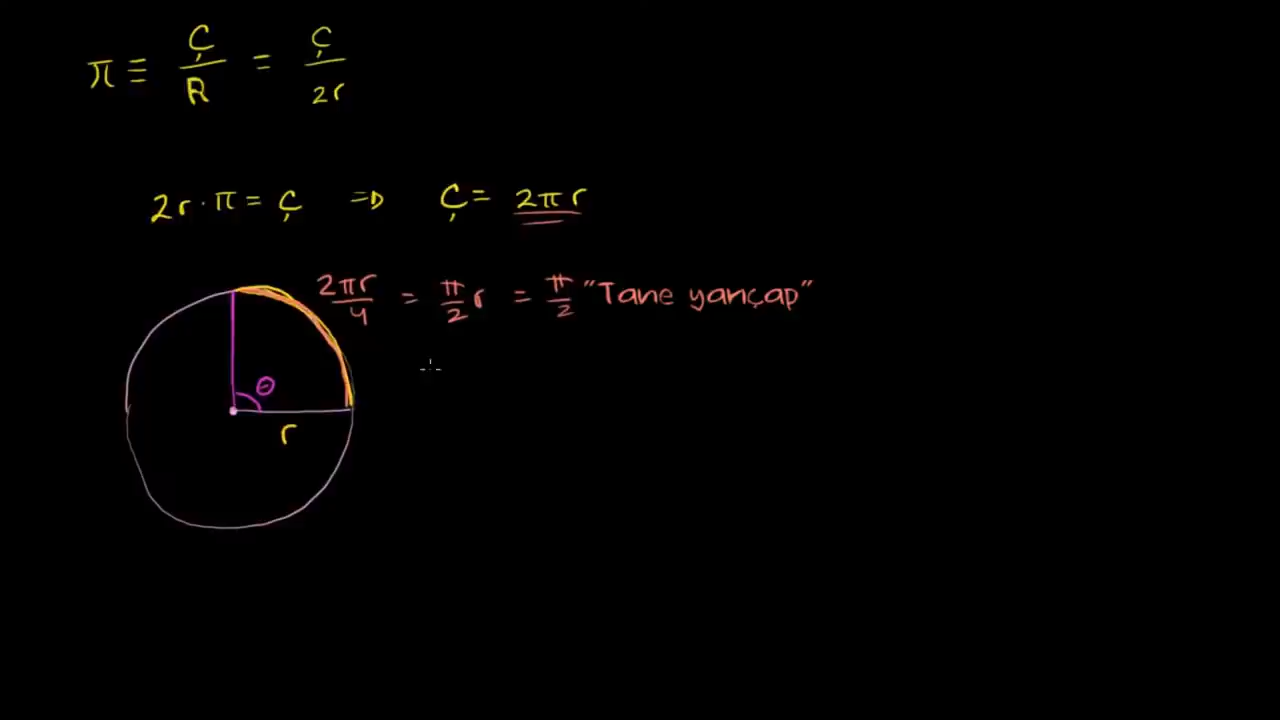 π ≡ Ç/R = Ç/2r
2r · π = Ç ⇒ Ç = 2πr
2πr/4 = π/2 r = π/2 "Tane yarıçap"
θ
r